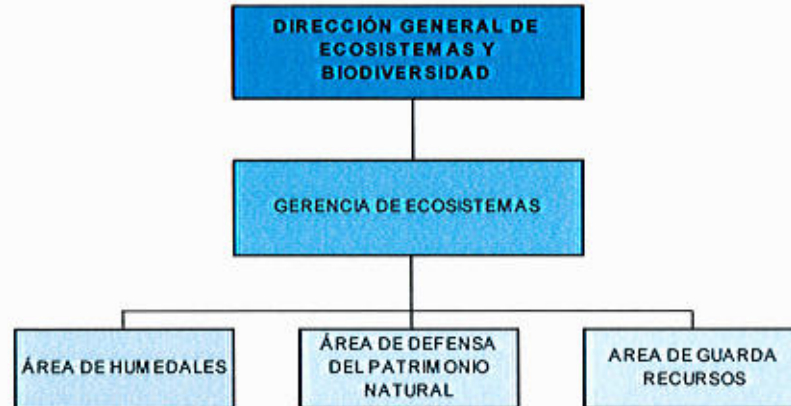 DIRECCIÓN GENERAL DE
ECOSISTEMAS Y
BIODIVERSIDAD
GERENCIA DE ECOSISTEMAS
ÁREA DE HUMEDALES
ÁREA DE DEFENSA
DEL PATRIMONIO
NATURAL
AREA DE GUARDA
RECURSOS